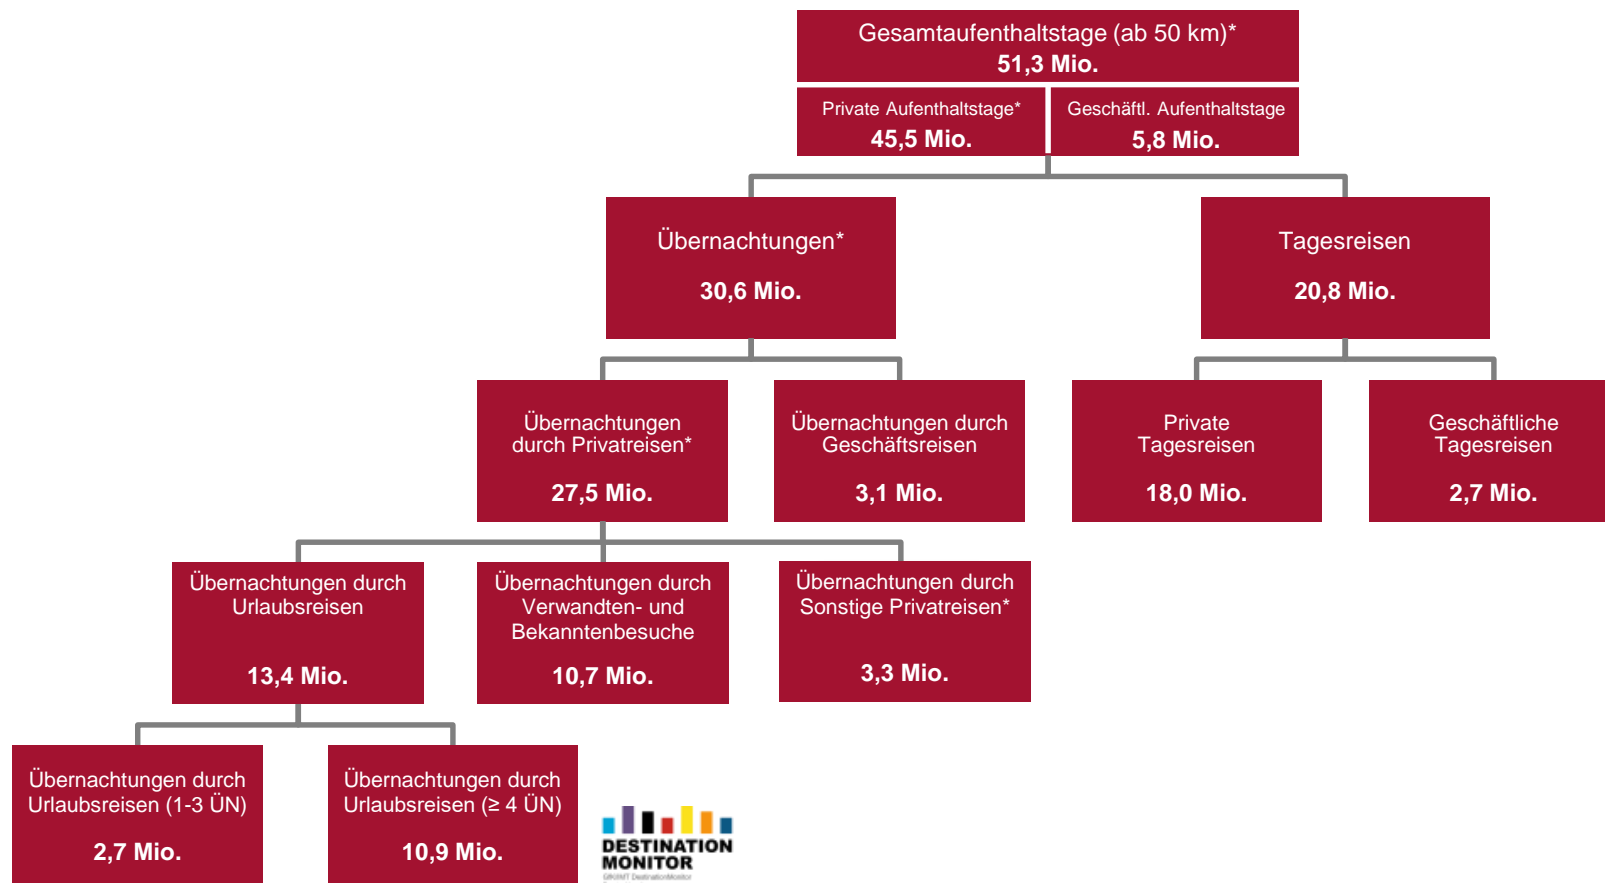 Gesamtaufenthaltstage (ab 50 km)*
51,3 Mio.
Private Aufenthaltstage*
45,5 Mio.
Geschäftl. Aufenthaltstage
5,8 Mio.
Übernachtungen*
30,6 Mio.
Tagesreisen
20,8 Mio.
Übernachtungen
durch Privatreisen*
27,5 Mio.
Übernachtungen durch
Geschäftsreisen
3,1 Mio.
Private
Tagesreisen
18,0 Mio.
Geschäftliche
Tagesreisen
2,7 Mio.
Übernachtungen durch
Urlaubsreisen
13,4 Mio.
Übernachtungen durch
Verwandten- und
Bekanntenbesuche
10,7 Mio.
Übernachtungen durch
Sonstige Privatreisen*
3,3 Mio.
Übernachtungen durch
Urlaubsreisen (1-3 ÜN)
2,7 Mio.
Übernachtungen durch
Urlaubsreisen (≥ 4 ÜN)
10,9 Mio.
DESTINATION
MONITOR
GfK/IMT DestinationMonitor